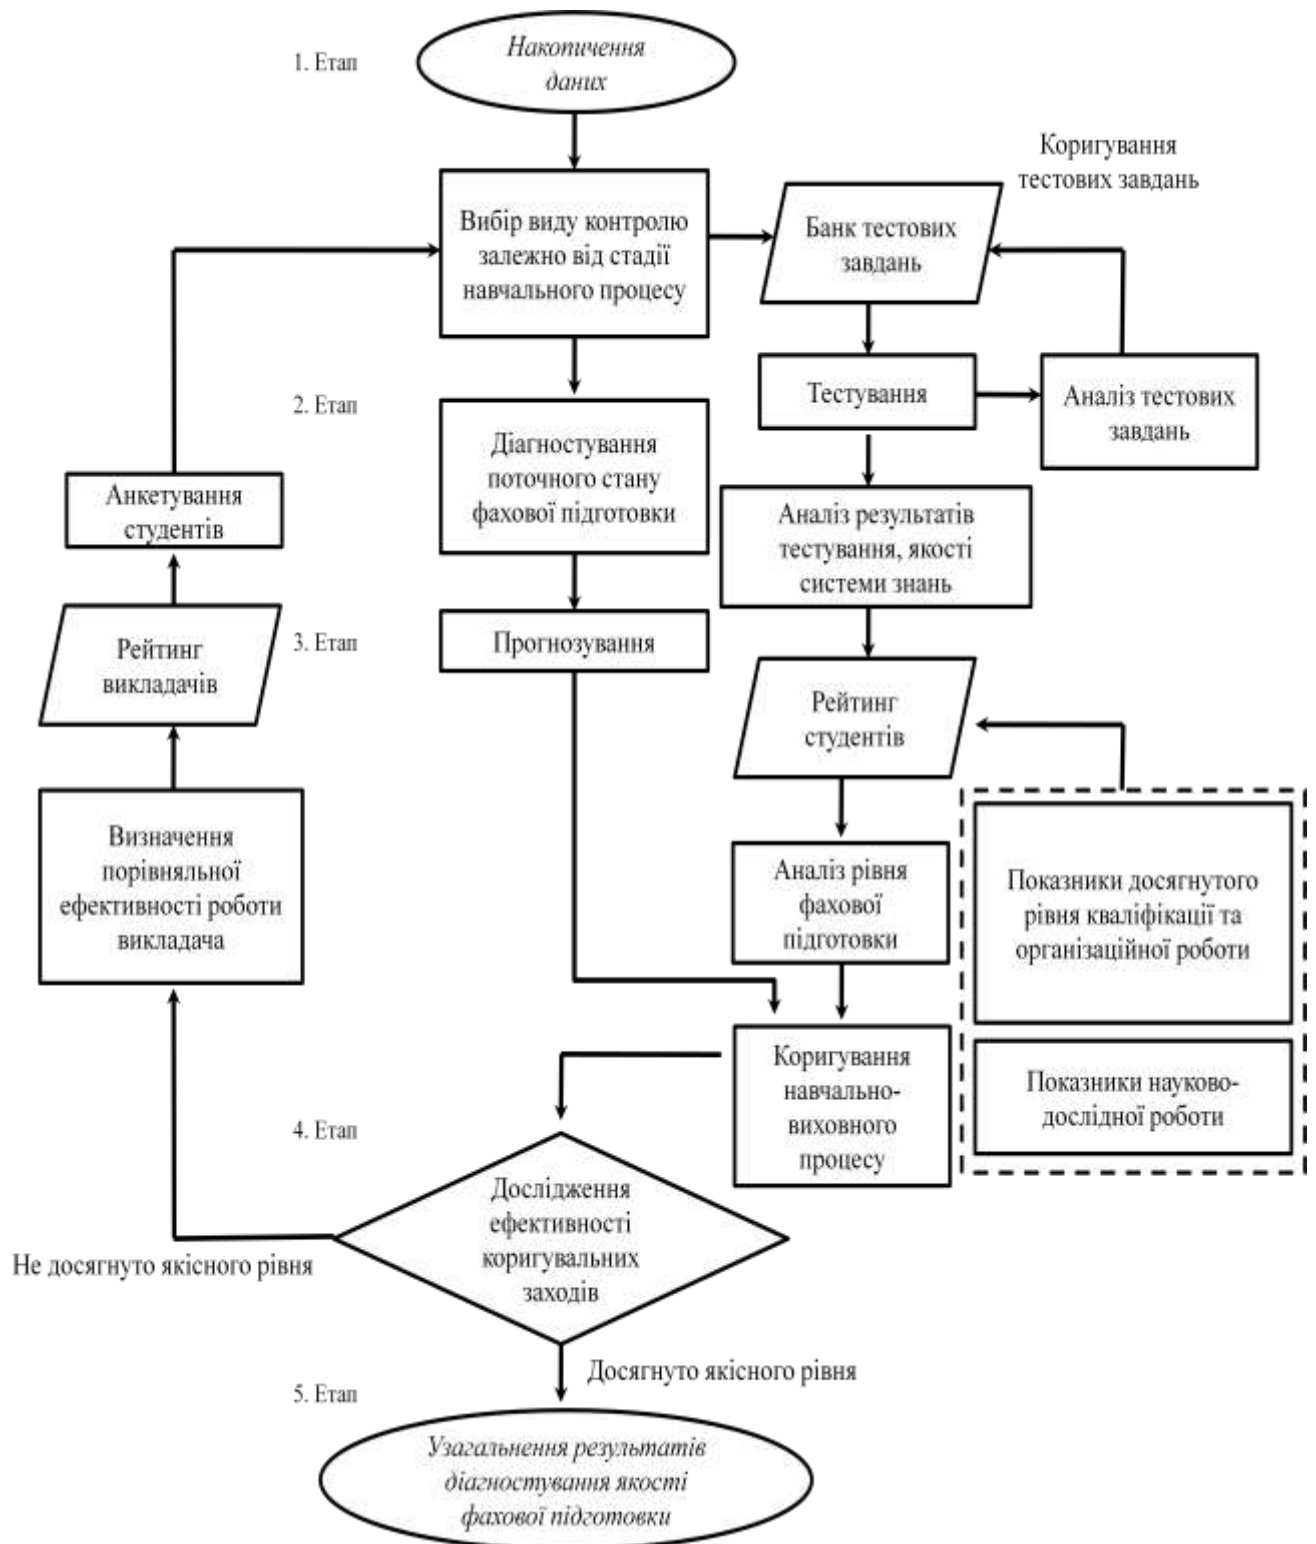 1. Етап
Накопичення
даних
Коригування
тестових завдань
Вибір виду контролю
залежно від стадії
навчального процесу
Банк тестових
завдань
2. Етап
Тестування
Аналіз тестових
завдань
Діагностування
поточного стану
фахової підготовки
Анкетування
студентів
Аналіз результатів
тестування, якості
системи знань
3. Етап
Прогнозування
Рейтинг
викладачів
Рейтинг
студентів
Визначення
порівняльної
ефективності роботи
викладача
Аналіз рівня
фахової
підготовки
Показники досягнутого
рівня кваліфікації та
організаційної роботи
Коригування
навчально-
виховного
процесу
Показники науково-
дослідної роботи
4. Етап
Дослідження
ефективності
коригувальних
заходів
Не досягнуто якісного рівня
Досягнуто якісного рівня
5. Етап
Узагальнення результатів
діагностування якості
фахової підготовки